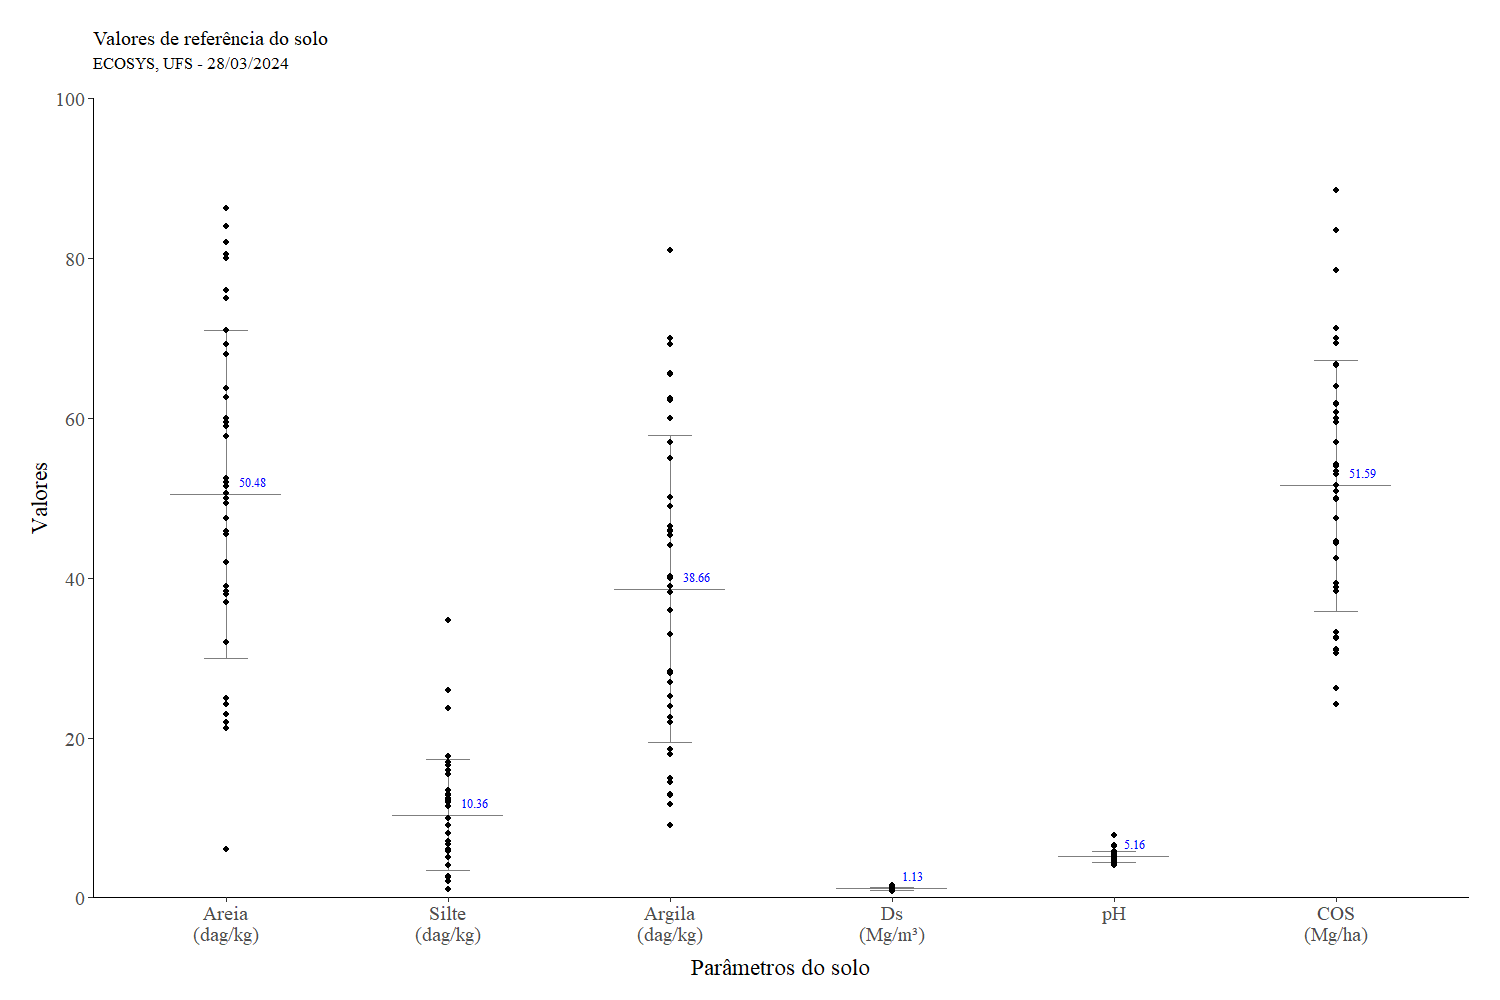 Valores de referência do solo
ECOSYS, UFS - 28/03/2024
100
80
60
40
20
0
Valores
50.48
10.36
38.66
1.13
5.16
51.59
Areia
(dag/kg)
Silte
(dag/kg)
Argila
(dag/kg)
Ds
(Mg/m³)
pH
COS
(Mg/ha)
Parâmetros do solo